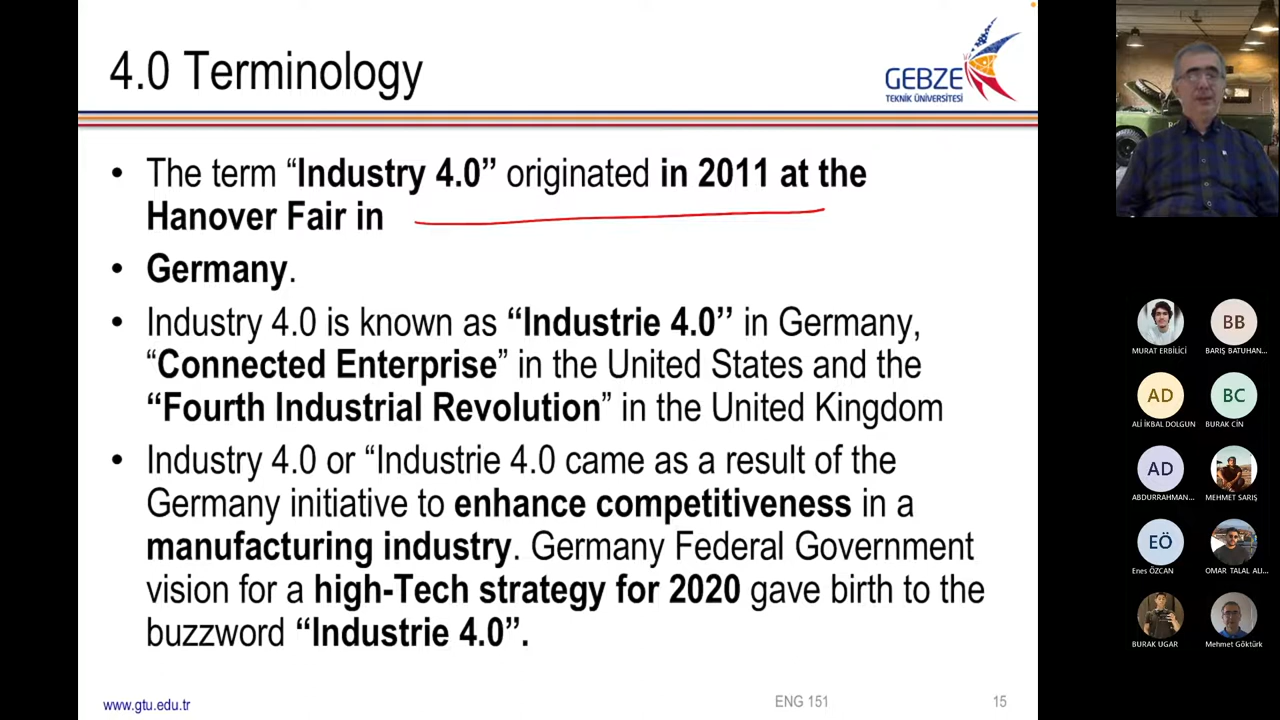 4.0 Terminology
GEBZE
TEKNİK ÜNİVERSİTESİ
• The term “Industry 4.0” originated in 2011 at the
Hanover Fair in
• Germany.
• Industry 4.0 is known as “Industrie 4.0” in Germany,
“Connected Enterprise” in the United States and the
“Fourth Industrial Revolution” in the United Kingdom
• Industry 4.0 or “Industrie 4.0 came as a result of the
Germany initiative to enhance competitiveness in a
manufacturing industry. Germany Federal Government
vision for a high-Tech strategy for 2020 gave birth to the
buzzword “Industrie 4.0”.
www.gtu.edu.tr
ENG 151
15
BB
MURAT ERBİLİCİ
BARIŞ BATUHAN...
AD
BC
ALİ İKBAL DOLGUN
BURAK CİN
AD
ABDURRAHMAN...
MEHMET SARIŞ
EÖ
Enes ÖZCAN
OMAR TALAL ALI...
BURAK UGAR
Mehmet Göktürk